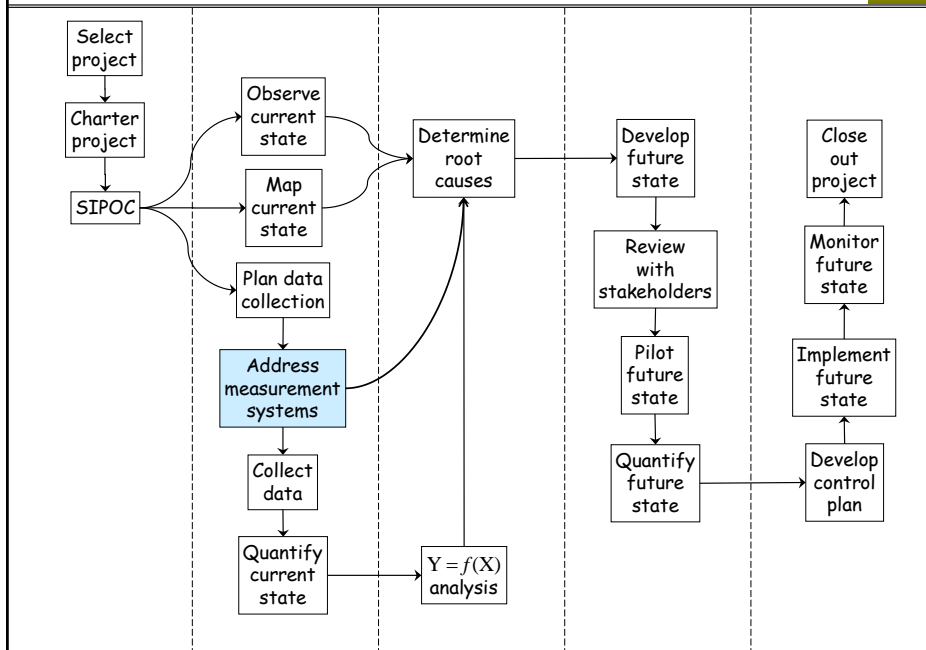 Select
project
Charter
project
SIPOC
Observe
current
state
Map
current
state
Plan data
collection
Address
measurement
systems
Collect
data
Quantify
current
state
Determine
root
causes
Y = f(X)
analysis
Develop
future
state
Review
with
stakeholders
Pilot
future
state
Quantify
future
state
Close
out
project
Monitor
future
state
Implement
future
state
Develop
control
plan